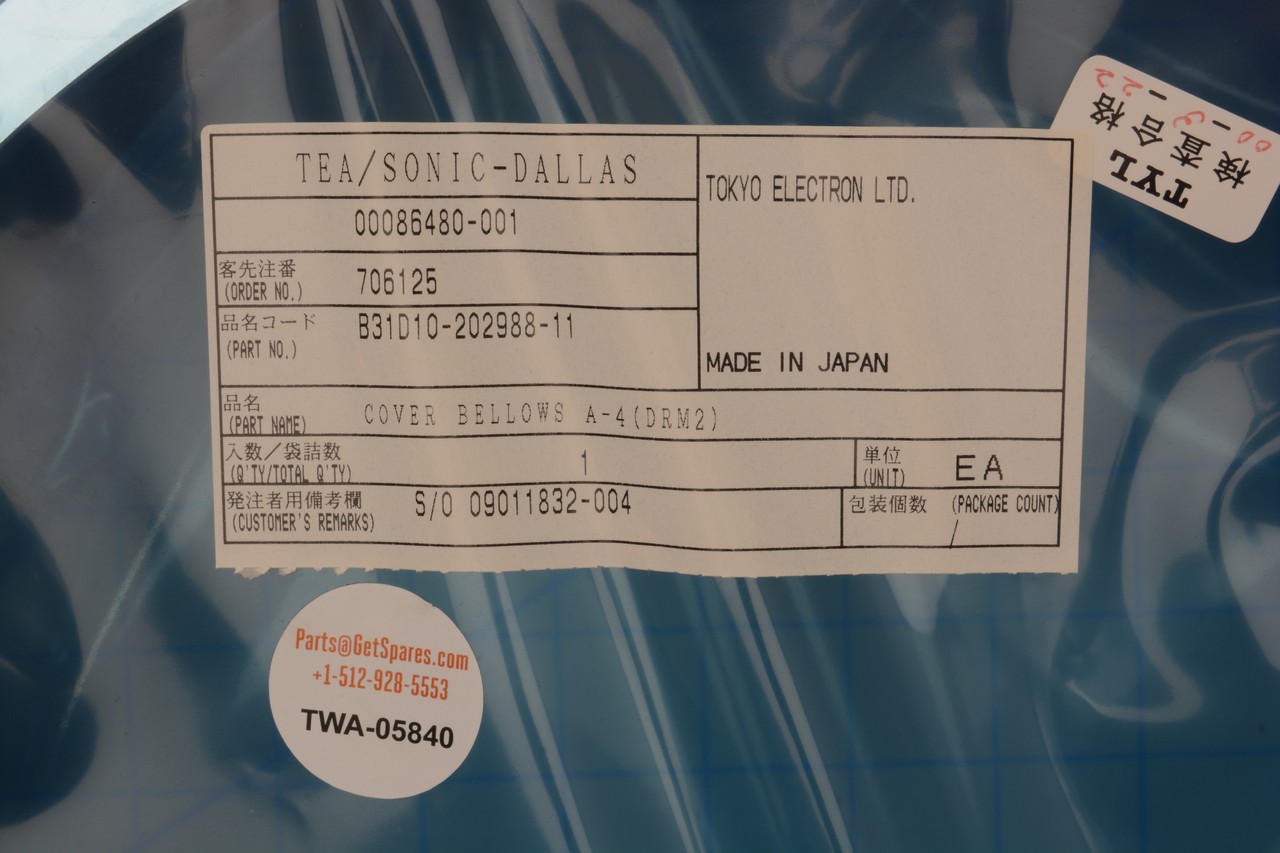 TEA/SONIC-DALLAS
00086480-001
客先注番
(ORDER NO.)
706125
品名コード
(PART NO.)
B31D10-202988-11
TOKYO ELECTRON LTD.
MADE IN JAPAN
品名
(PART NAME)
COVER BELLOWS A-4(DRM2)
入数／袋詰数
(Q'TY/TOTAL Q'TY)
1
単位
(UNIT)
EA
発注者用備考欄
(CUSTOMER'S REMARKS)
S/O 09011832-004
包装個数 (PACKAGE COUNT)
/
TYL
検査合格
00-3-22
Parts@GetSpares.com
+1-512-928-5553
TWA-05840